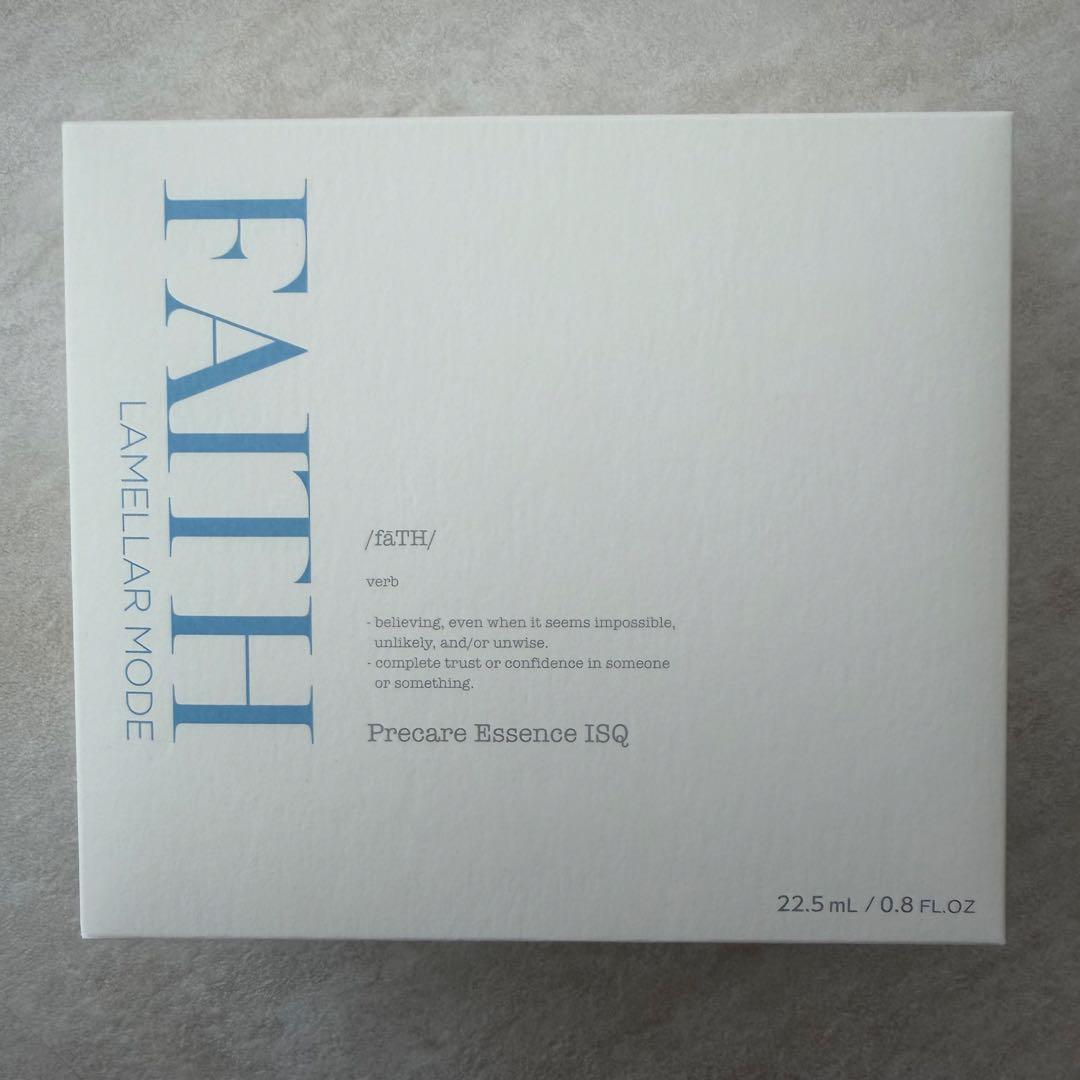 FAITH
LAMELLAR MODE
/fāTH/
verb
- believing, even when it seems impossible,
unlikely, and/or unwise.
- complete trust or confidence in someone
or something.
Precare Essence ISQ
22.5 mL / 0.8 FL.OZ